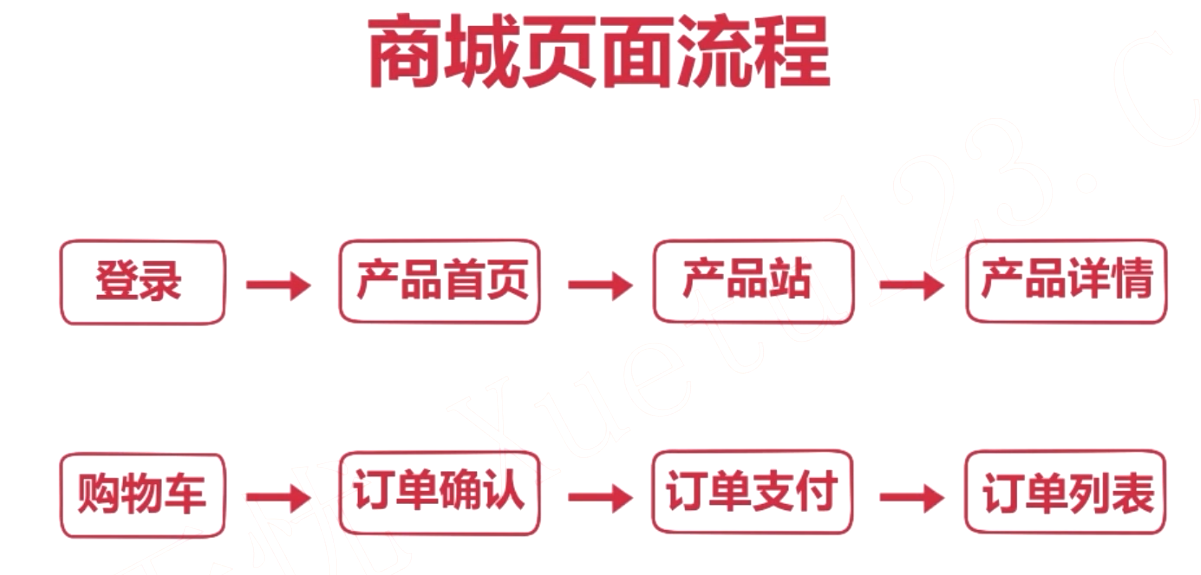 商城页面流程
登录 → 产品首页 → 产品站 → 产品详情
购物车 → 订单确认 → 订单支付 → 订单列表